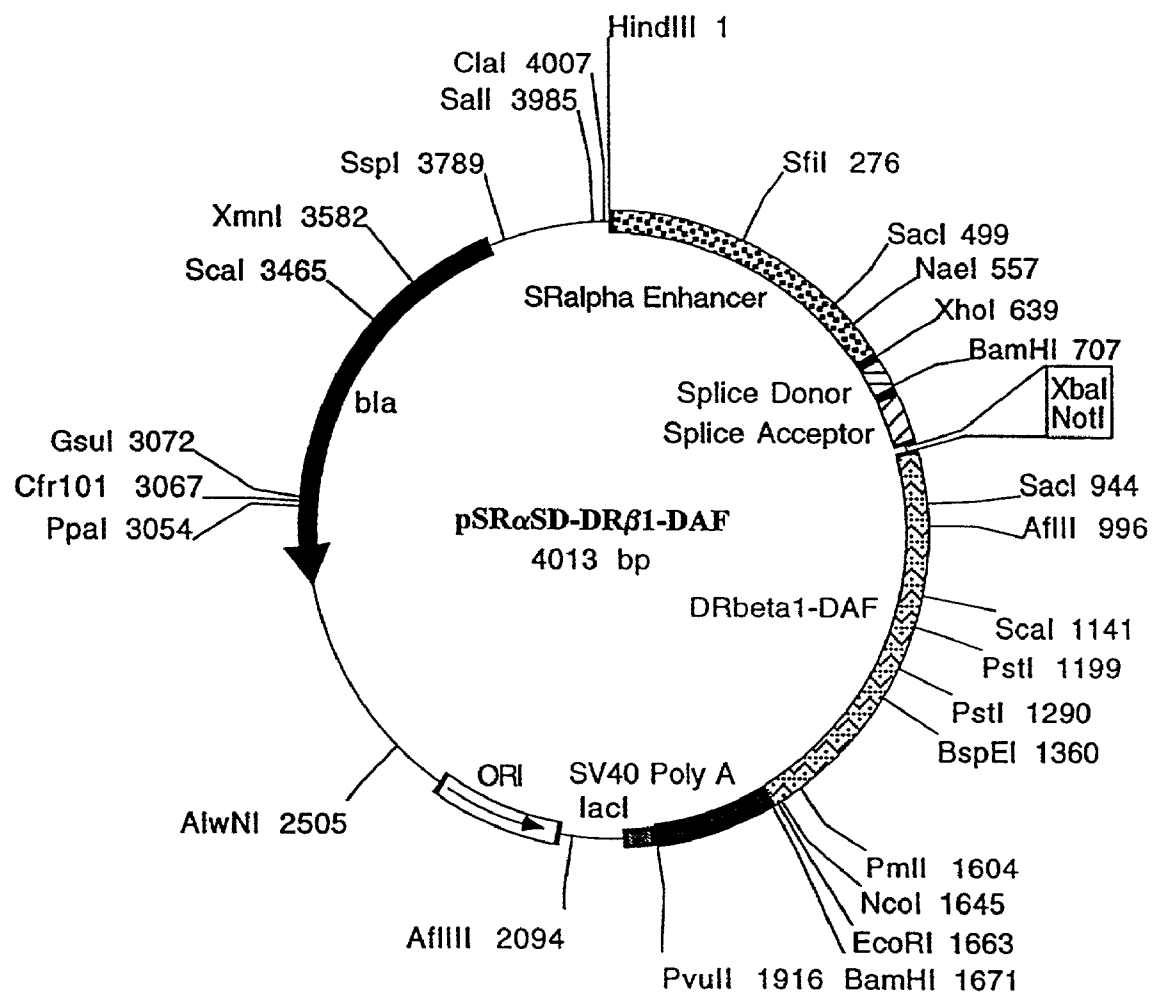 HindIII 1
ClaI 4007
SalI 3985
SspI 3789
SfiI 276
XmnI 3582
ScaI 3465
SacI 499
NaeI 557
XhoI 639
BamHI 707
XbaI
NotI
SRalpha Enhancer
Splice Donor
Splice Acceptor
bla
GsuI 3072
Cfr101 3067
PpaI 3054
pSRαSD-DRβ1-DAF
4013 bp
SacI 944
AflII 996
DRbeta1-DAF
ScaI 1141
PstI 1199
PstI 1290
BspEI 1360
ORI
SV40 Poly A
lacI
AlwNI 2505
PmlI 1604
NcoI 1645
EcoRI 1663
AflIII 2094
PvuII 1916
BamHI 1671